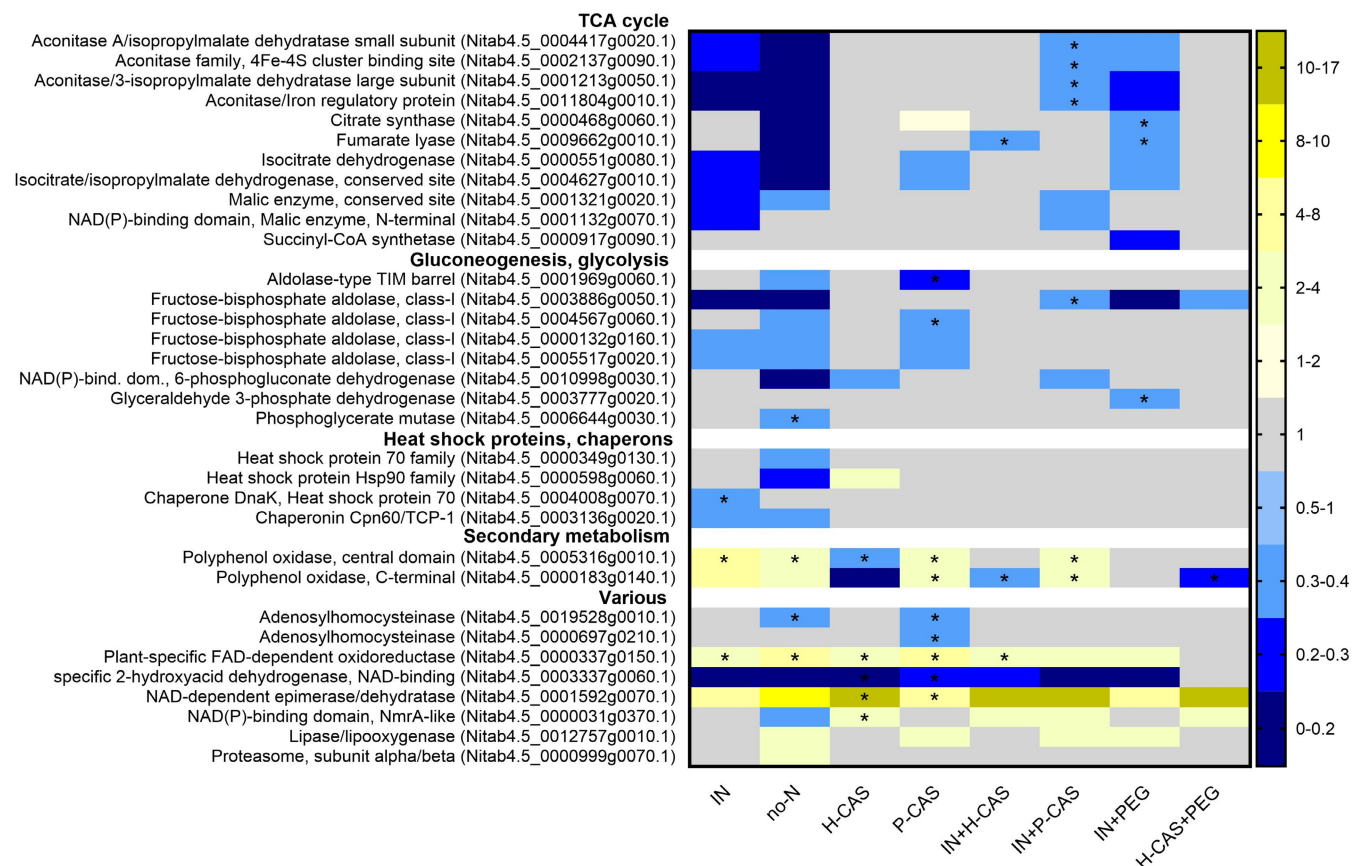 TCA cycle
Aconitase A/isopropylmalate dehydratase small subunit (Nitab4.5_0004417g0020.1)
Aconitase family, 4Fe-4S cluster binding site (Nitab4.5_0002137g0090.1)
Aconitase/3-isopropylmalate dehydratase large subunit (Nitab4.5_0001213g0050.1)
Aconitase/Iron regulatory protein (Nitab4.5_0011804g0010.1)
Citrate synthase (Nitab4.5_0000468g0060.1)
Fumarate lyase (Nitab4.5_0009662g0010.1)
Isocitrate dehydrogenase (Nitab4.5_0000551g0080.1)
Isocitrate/isopropylmalate dehydrogenase, conserved site (Nitab4.5_0004627g0010.1)
Malic enzyme, conserved site (Nitab4.5_0001321g0020.1)
NAD(P)-binding domain, Malic enzyme, N-terminal (Nitab4.5_0001132g0070.1)
Succinyl-CoA synthetase (Nitab4.5_0000917g0090.1)
Gluconeogenesis, glycolysis
Aldolase-type TIM barrel (Nitab4.5_0001969g0060.1)
Fructose-bisphosphate aldolase, class-I (Nitab4.5_0003886g0050.1)
Fructose-bisphosphate aldolase, class-I (Nitab4.5_0004567g0060.1)
Fructose-bisphosphate aldolase, class-I (Nitab4.5_0000132g0160.1)
Fructose-bisphosphate aldolase, class-I (Nitab4.5_0005517g0020.1)
NAD(P)-bind. dom., 6-phosphogluconate dehydrogenase (Nitab4.5_0010998g0030.1)
Glyceraldehyde 3-phosphate dehydrogenase (Nitab4.5_0003777g0020.1)
Phosphoglycerate mutase (Nitab4.5_0006644g0030.1)
Heat shock proteins, chaperons
Heat shock protein 70 family (Nitab4.5_0000349g0130.1)
Heat shock protein Hsp90 family (Nitab4.5_0000598g0060.1)
Chaperone DnaK, Heat shock protein 70 (Nitab4.5_0004008g0070.1)
Chaperonin Cpn60/TCP-1 (Nitab4.5_0003136g0020.1)
Secondary metabolism
Polyphenol oxidase, central domain (Nitab4.5_0005316g0010.1)
Polyphenol oxidase, C-terminal (Nitab4.5_0000183g0140.1)
Various
Adenosylhomocysteinase (Nitab4.5_0019528g0010.1)
Adenosylhomocysteinase (Nitab4.5_0000697g0210.1)
Plant-specific FAD-dependent oxidoreductase (Nitab4.5_0000337g0150.1)
specific 2-hydroxyacid dehydrogenase, NAD-binding (Nitab4.5_0003337g0060.1)
NAD-dependent epimerase/dehydratase (Nitab4.5_0001592g0070.1)
NAD(P)-binding domain, NmrA-like (Nitab4.5_0000031g0370.1)
Lipase/lipooxygenase (Nitab4.5_0012757g0010.1)
Proteasome, subunit alpha/beta (Nitab4.5_0000999g0070.1)
IN
no-N
H-CAS
P-CAS
IN+H-CAS
IN+P-CAS
IN+PEG
H-CAS+PEG
10-17
8-10
4-8
2-4
1-2
1
0.5-1
0.3-0.4
0.2-0.3
0-0.2